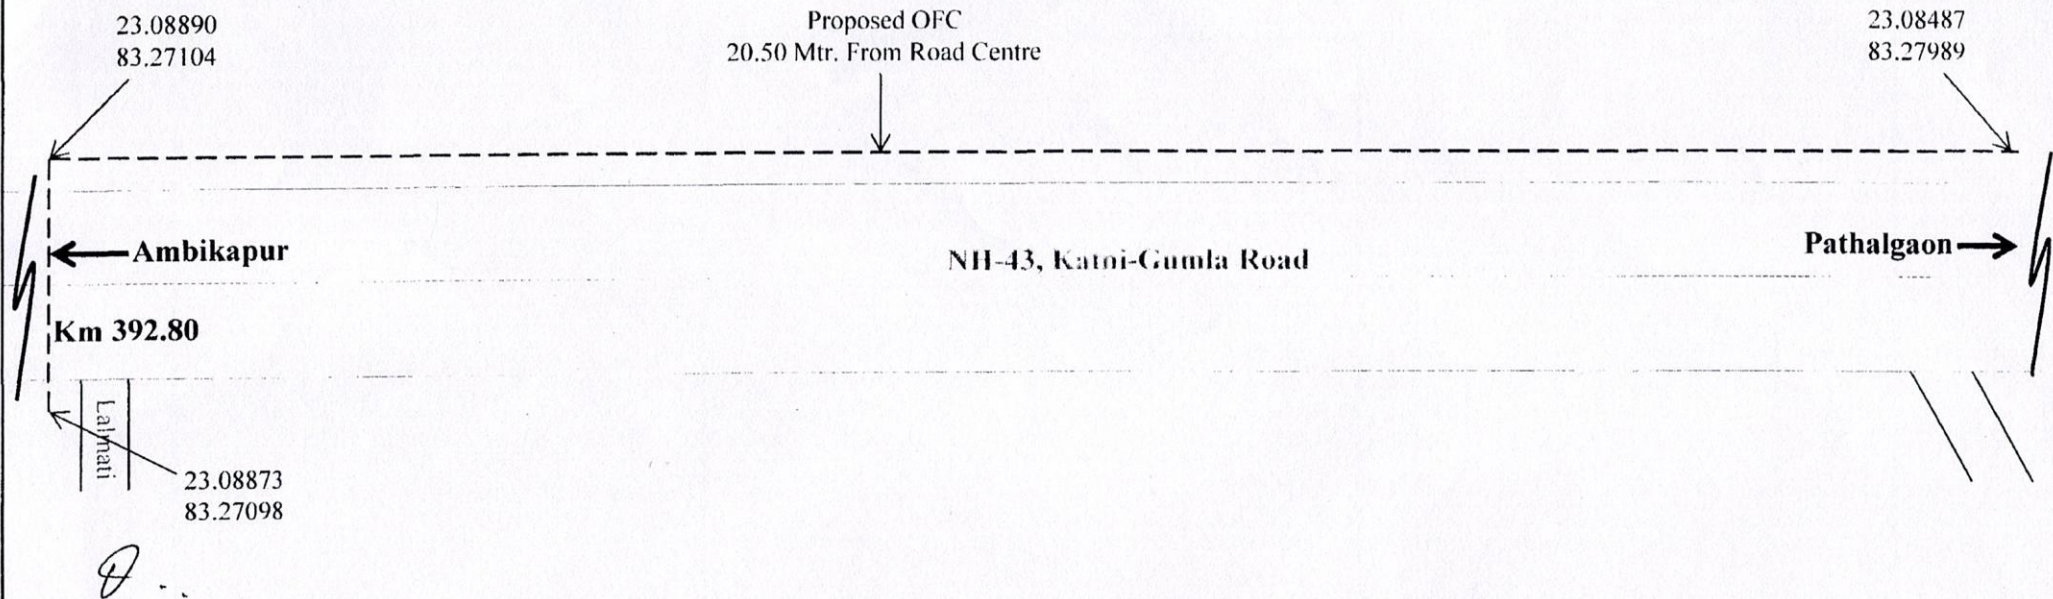 23.08890
83.27104
Proposed OFC
20.50 Mtr. From Road Centre
23.08487
83.27989
Ambikapur
NH-43, Katni-Gumla Road
Pathalgaon
Km 392.80
Lalmati
23.08873
83.27098